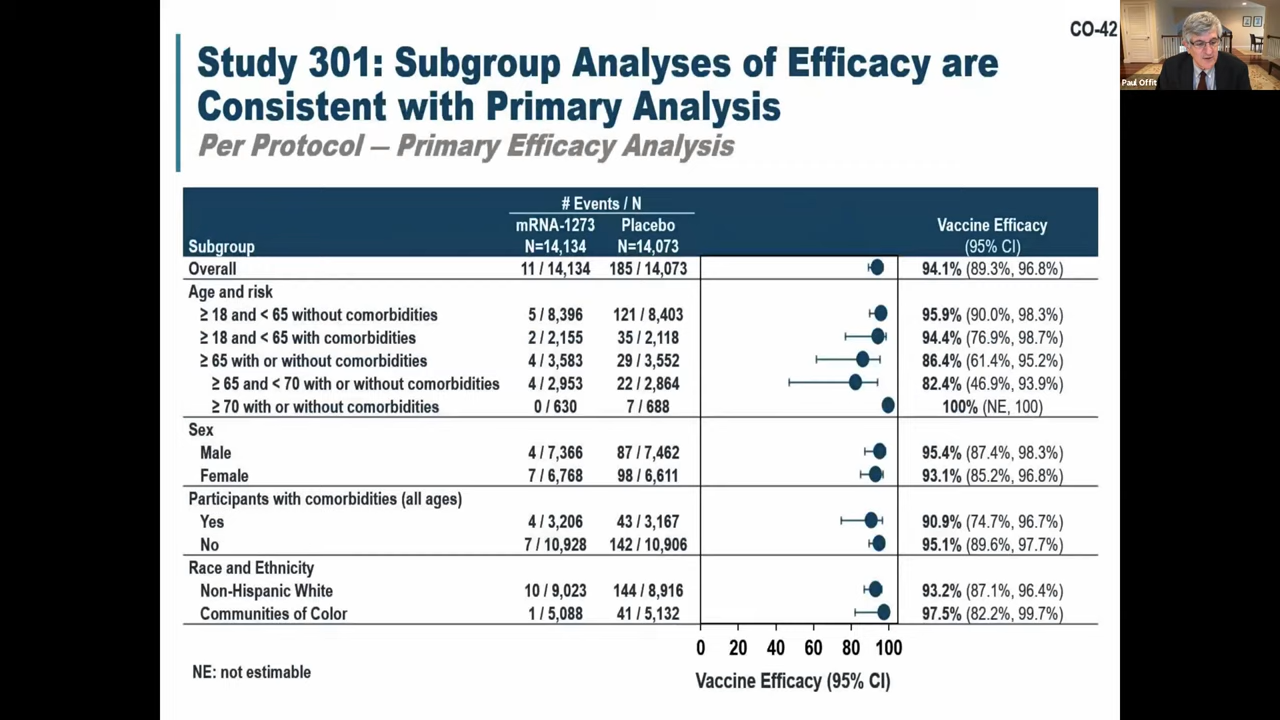 CO-42
Paul Offit
Study 301: Subgroup Analyses of Efficacy are
Consistent with Primary Analysis
Per Protocol — Primary Efficacy Analysis
# Events / N
mRNA-1273 Placebo Vaccine Efficacy
Subgroup N=14,134 N=14,073 (95% CI)
Overall 11 / 14,134 185 / 14,073 94.1% (89.3%, 96.8%)
Age and risk
≥ 18 and < 65 without comorbidities 5 / 8,396 121 / 8,403 95.9% (90.0%, 98.3%)
≥ 18 and < 65 with comorbidities 2 / 2,155 35 / 2,118 94.4% (76.9%, 98.7%)
≥ 65 with or without comorbidities 4 / 3,583 29 / 3,552 86.4% (61.4%, 95.2%)
≥ 65 and < 70 with or without comorbidities 4 / 2,953 22 / 2,864 82.4% (46.9%, 93.9%)
≥ 70 with or without comorbidities 0 / 630 7 / 688 100% (NE, 100)
Sex
Male 4 / 7,366 87 / 7,462 95.4% (87.4%, 98.3%)
Female 7 / 6,768 98 / 6,611 93.1% (85.2%, 96.8%)
Participants with comorbidities (all ages)
Yes 4 / 3,206 43 / 3,167 90.9% (74.7%, 96.7%)
No 7 / 10,928 142 / 10,906 95.1% (89.6%, 97.7%)
Race and Ethnicity
Non-Hispanic White 10 / 9,023 144 / 8,916 93.2% (87.1%, 96.4%)
Communities of Color 1 / 5,088 41 / 5,132 97.5% (82.2%, 99.7%)
0 20 40 60 80 100
NE: not estimable
Vaccine Efficacy (95% CI)